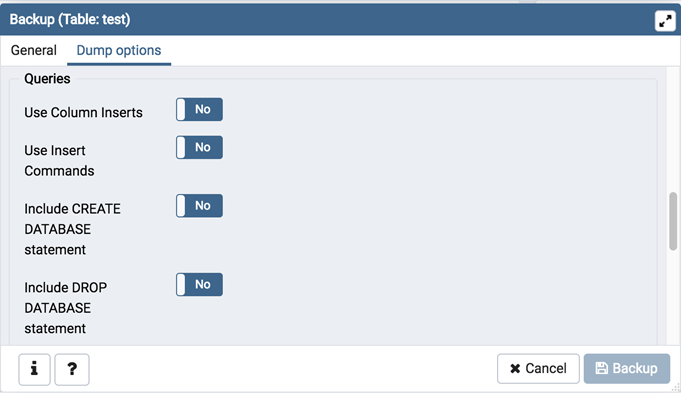 Backup (Table: test)
General Dump options
Queries
Use Column Inserts No
Use Insert No
Commands
Include CREATE No
DATABASE
statement
Include DROP No
DATABASE
statement
i ? Cancel Backup